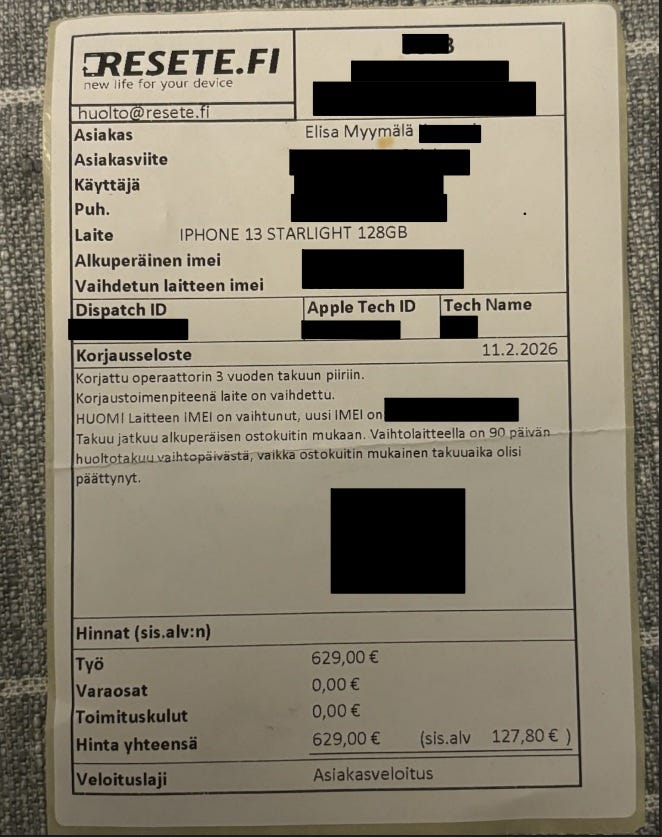 RESETE.FI
new life for your device
huolto@resete.fi
Asiakas Elisa Myymälä
Asiakasviite
Käyttäjä
Puh.
Laite IPHONE 13 STARLIGHT 128GB
Alkuperäinen imei
Vaihdetun laitteen imei
Dispatch ID Apple Tech ID Tech Name
Korjausseloste 11.2.2026
Korjattu operaattorin 3 vuoden takuun piiriin.
Korjaustoimenpiteenä laite on vaihdettu.
HUOM! Laitteen IMEI on vaihtunut, uusi IMEI on
Takuu jatkuu alkuperäisen ostokuitin mukaan. Vaihtolaitteella on 90 päivän
huoltotakuu vaihtopäivästä, vaikka ostokuitin mukainen takuuaika olisi
päättynyt.
Hinnat (sis.alv:n)
Työ 629,00 €
Varaosat 0,00 €
Toimituskulut 0,00 €
Hinta yhteensä 629,00 € (sis.alv 127,80 € )
Veloituslaji Asiakasveloitus